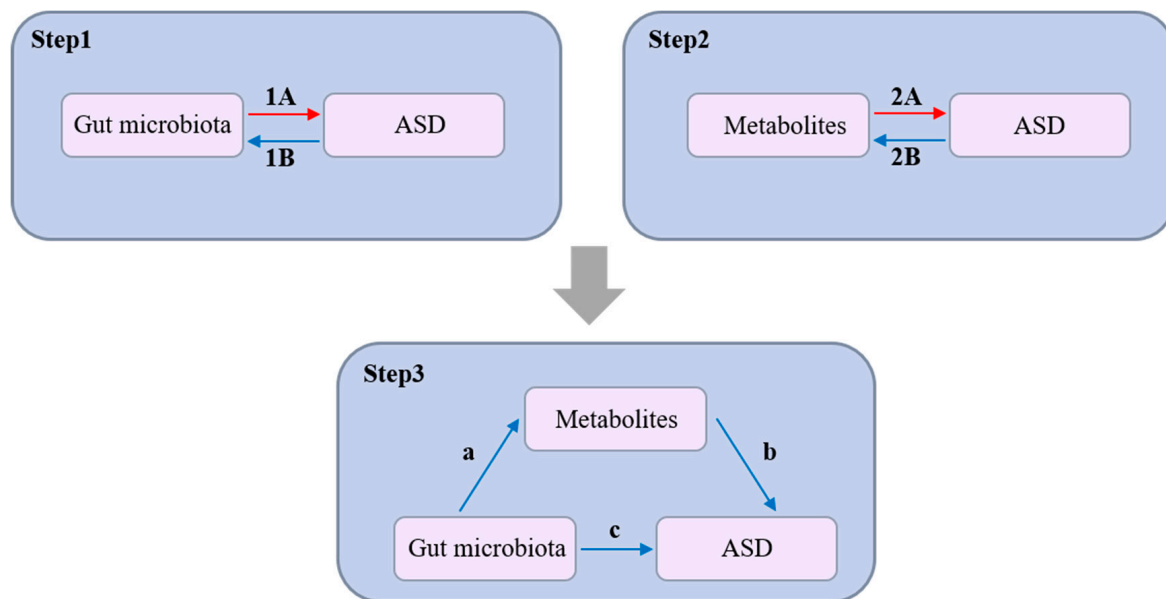 Step1
Gut microbiota
1A
1B
ASD
Step2
Metabolites
2A
2B
ASD
Step3
Metabolites
a
b
Gut microbiota
c
ASD